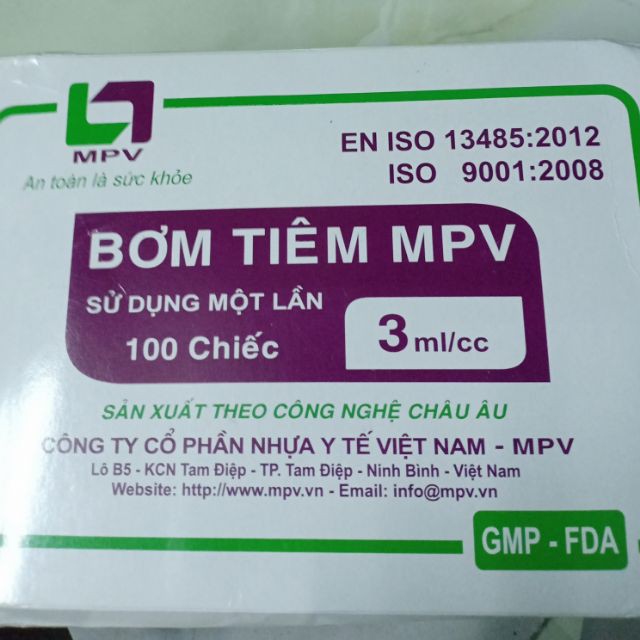 MPV
An toàn là sức khỏe
EN ISO 13485:2012
ISO 9001:2008
BƠM TIÊM MPV
SỬ DỤNG MỘT LẦN
100 Chiếc
3 ml/cc
SẢN XUẤT THEO CÔNG NGHỆ CHÂU ÂU
CÔNG TY CỔ PHẦN NHỰA Y TẾ VIỆT NAM - MPV
Lô B5 - KCN Tam Điệp - TP. Tam Điệp - Ninh Bình - Việt Nam
Website: http://www.mpv.vn - Email: info@mpv.vn
GMP - FDA